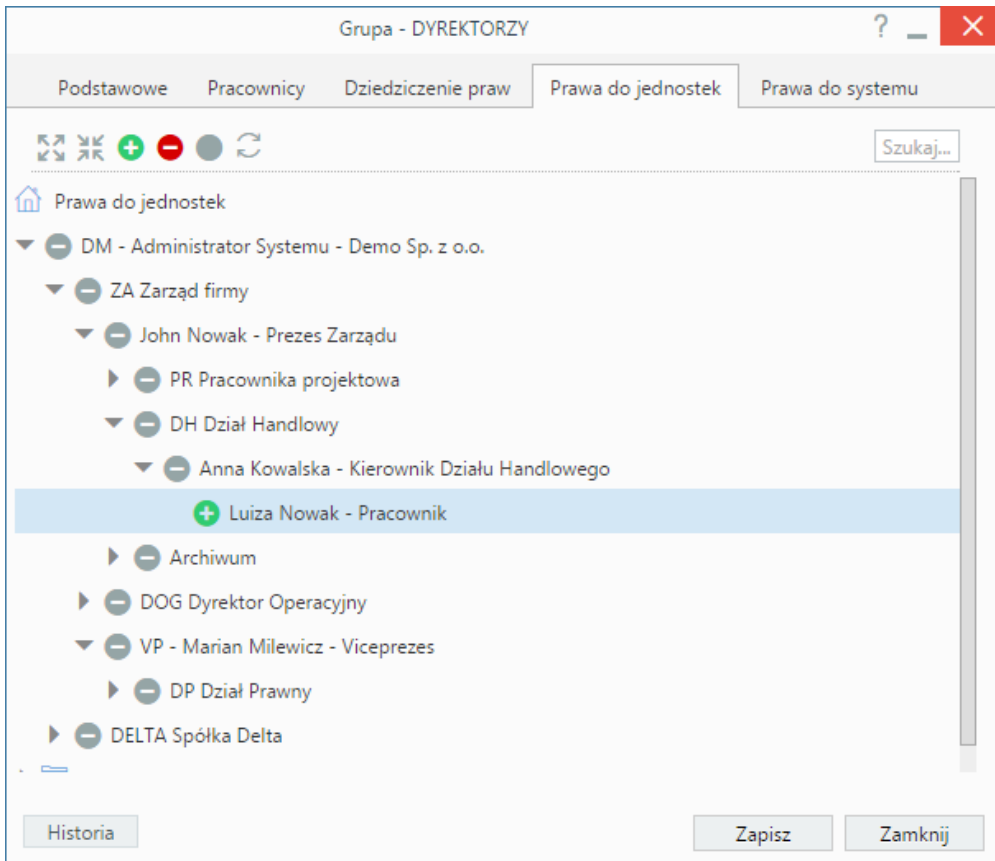 Grupa - DYREKTORZY
?
Podstawowe Pracownicy Dziedziczenie praw Prawa do jednostek Prawa do systemu
Szukaj...
Prawa do jednostek
DM - Administrator Systemu - Demo Sp. z o.o.
ZA Zarząd firmy
John Nowak - Prezes Zarządu
PR Pracownika projektowa
DH Dział Handlowy
Anna Kowalska - Kierownik Działu Handlowego
Luiza Nowak - Pracownik
Archiwum
DOG Dyrektor Operacyjny
VP - Marian Milewicz - Viceprezes
DP Dział Prawny
DELTA Spółka Delta
Historia Zapisz Zamknij